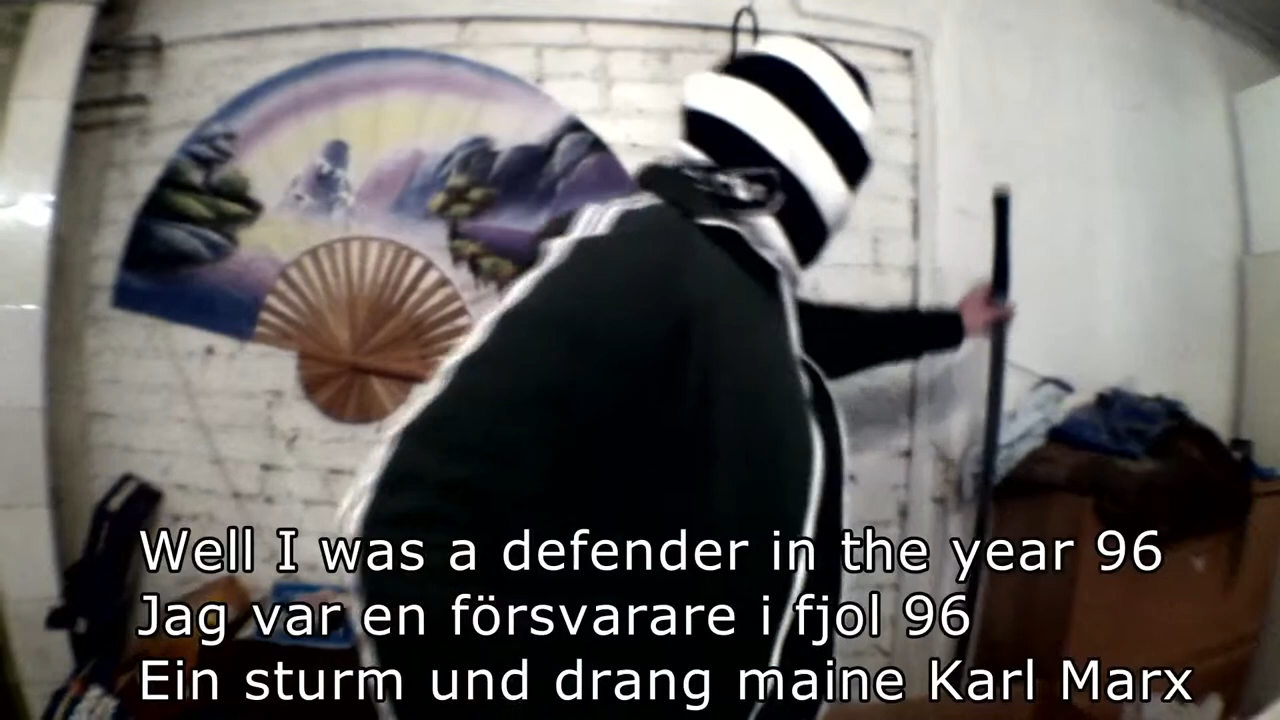 Well I was a defender in the year 96
Jag var en försvarare i fjol 96
Ein sturm und drang maine Karl Marx